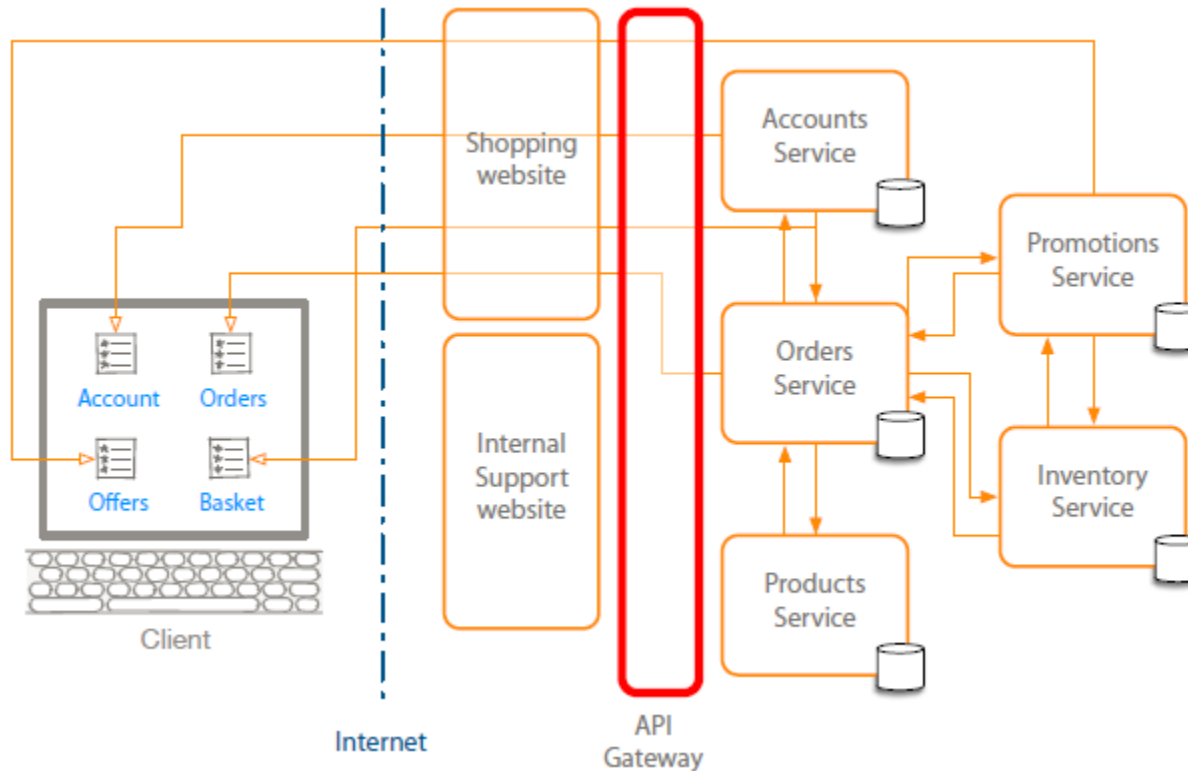 Shopping
website
Accounts
Service
Promotions
Service
Orders
Service
Account
Orders
Internal
Support
website
Inventory
Service
Offers
Basket
Products
Service
Client
Internet
API
Gateway